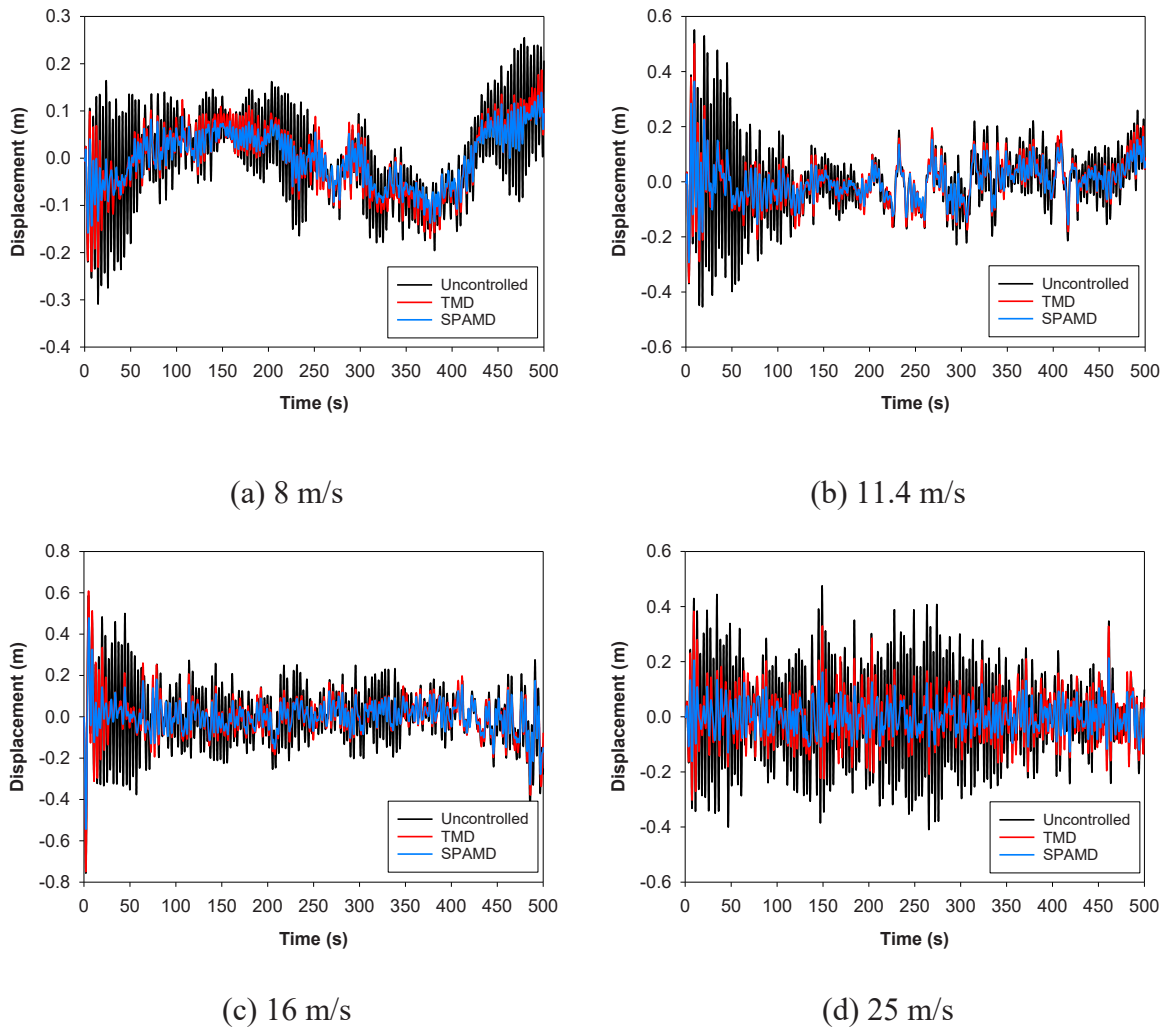 0.3
0.2
0.1
0.0
-0.1
-0.2
-0.3
-0.4
Displacement (m)
0 50 100 150 200 250 300 350 400 450 500
Time (s)
Uncontrolled
TMD
SPAMD
(a) 8 m/s
0.6
0.4
0.2
0.0
-0.2
-0.4
-0.6
Displacement (m)
0 50 100 150 200 250 300 350 400 450 500
Time (s)
Uncontrolled
TMD
SPAMD
(b) 11.4 m/s
0.8
0.6
0.4
0.2
0.0
-0.2
-0.4
-0.6
-0.8
Displacement (m)
0 50 100 150 200 250 300 350 400 450 500
Time (s)
Uncontrolled
TMD
SPAMD
(c) 16 m/s
0.6
0.4
0.2
0.0
-0.2
-0.4
-0.6
Displacement (m)
0 50 100 150 200 250 300 350 400 450 500
Time (s)
Uncontrolled
TMD
SPAMD
(d) 25 m/s